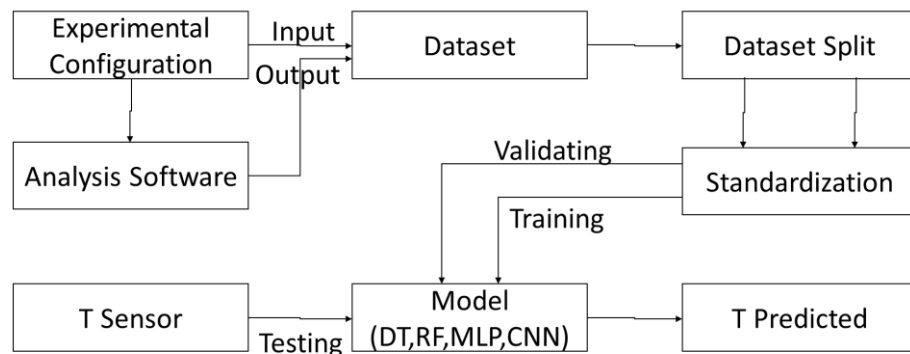 Experimental
Configuration
Input
Output
Dataset
Dataset Split
Analysis Software
Validating
Training
Standardization
T Sensor
Testing
Model
(DT,RF,MLP,CNN)
T Predicted